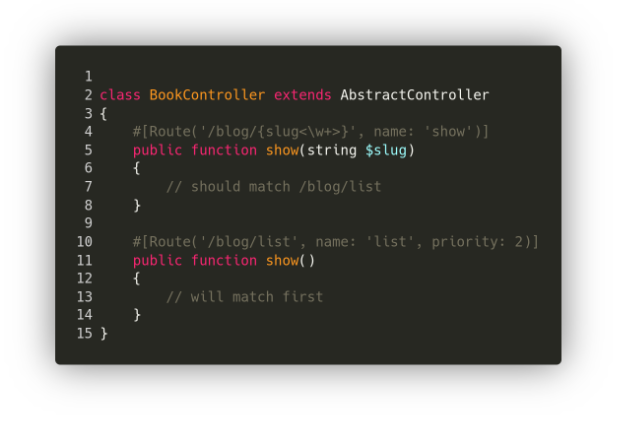 1
2 class BookController extends AbstractController
3 {
4     #[Route('/blog/{slug<\w+>}', name: 'show')]
5     public function show(string $slug)
6     {
7         // should match /blog/list
8     }
9
10     #[Route('/blog/list', name: 'list', priority: 2)]
11     public function show()
12     {
13         // will match first
14     }
15 }